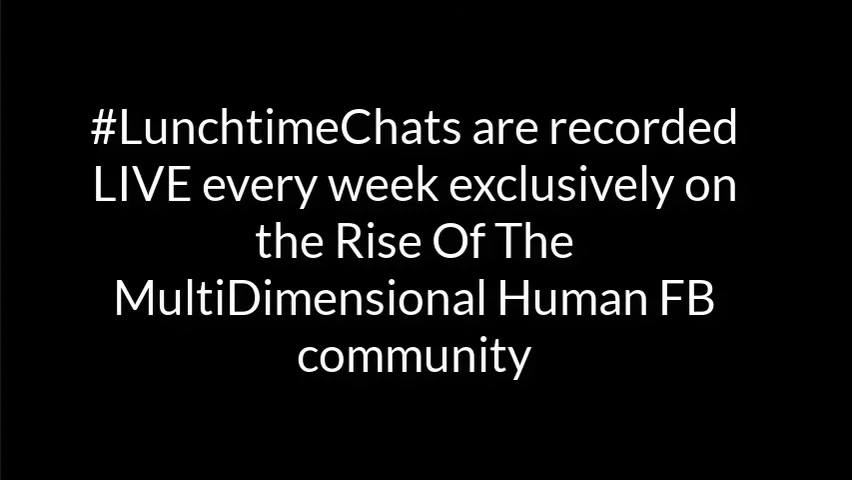 #LunchtimeChats are recorded
LIVE every week exclusively on
the Rise Of The
MultiDimensional Human FB
community